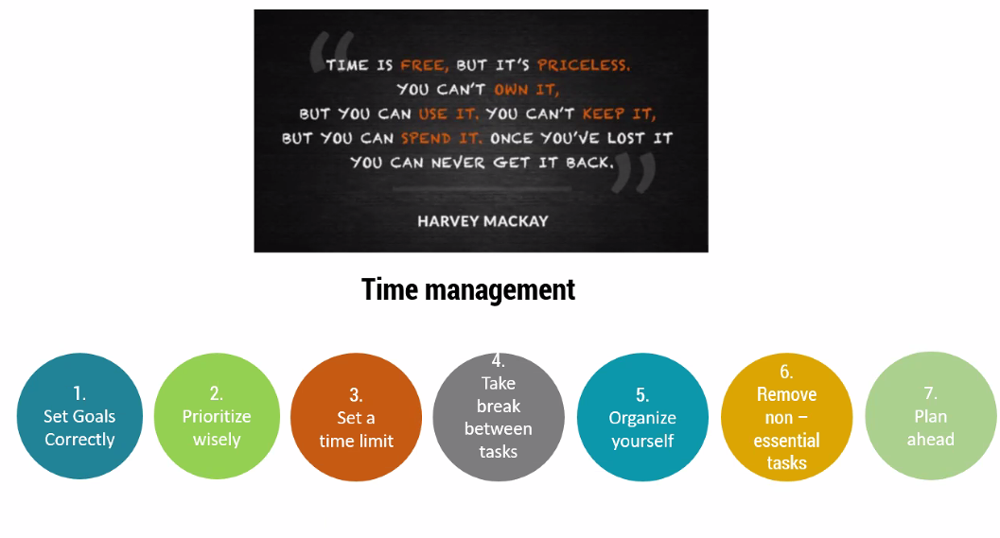 TIME IS FREE, BUT IT'S PRICELESS.
YOU CAN'T OWN IT,
BUT YOU CAN USE IT. YOU CAN'T KEEP IT,
BUT YOU CAN SPEND IT. ONCE YOU'VE LOST IT
YOU CAN NEVER GET IT BACK.
HARVEY MACKAY
Time management
1.
Set Goals
Correctly
2.
Prioritize
wisely
3.
Set a
time limit
4.
Take
break
between
tasks
5.
Organize
yourself
6.
Remove
non –
essential
tasks
7.
Plan
ahead